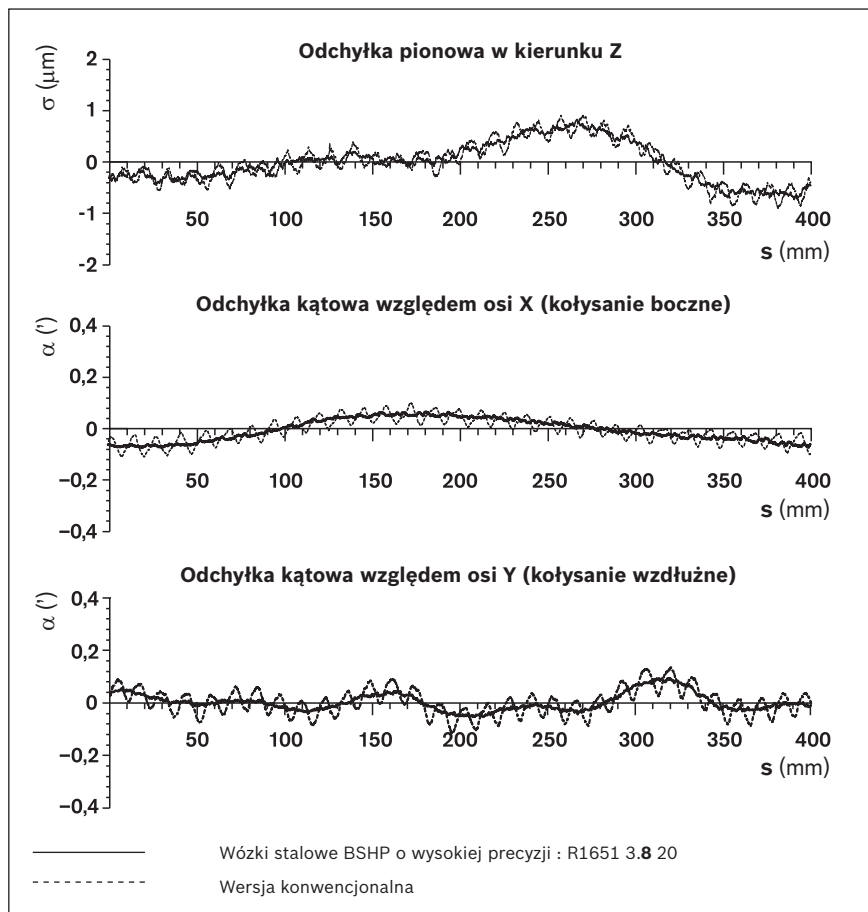 Odchyłka pionowa w kierunku Z
σ (μm)
2
1
0
-1
-2
50 100 150 200 250 300 350 400
s (mm)
Odchyłka kątowa względem osi X (kołysanie boczne)
α (')
0,4
0,2
0
−0,2
−0,4
50 100 150 200 250 300 350 400
s (mm)
Odchyłka kątowa względem osi Y (kołysanie wzdłużne)
α (')
0,4
0,2
0
−0,2
−0,4
50 100 150 200 250 300 350 400
s (mm)
Wózki stalowe BSHP o wysokiej precyzji : R1651 3.8 20
Wersja konwencjonalna